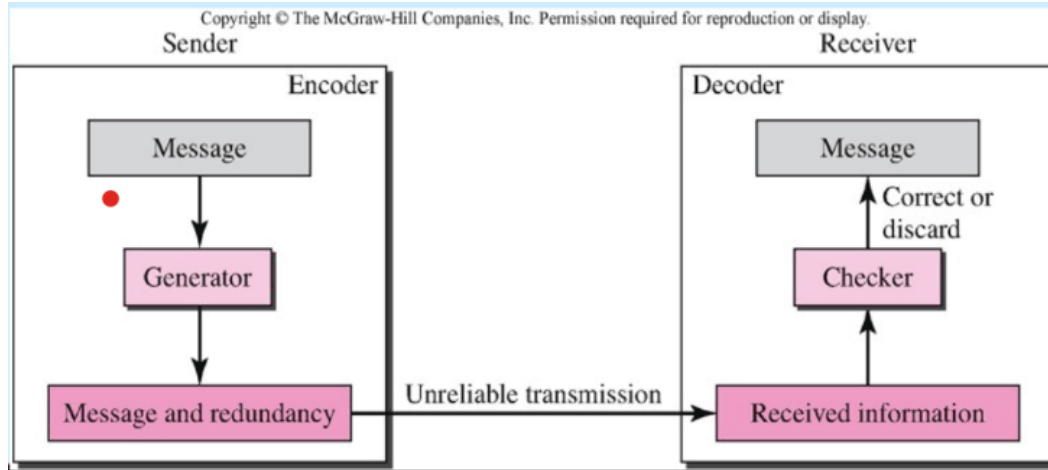 Copyright © The McGraw-Hill Companies, Inc. Permission required for reproduction or display.
Sender
Receiver
Encoder
Decoder
Message
Message
Correct or
discard
Generator
Checker
Message and redundancy
Unreliable transmission
Received information